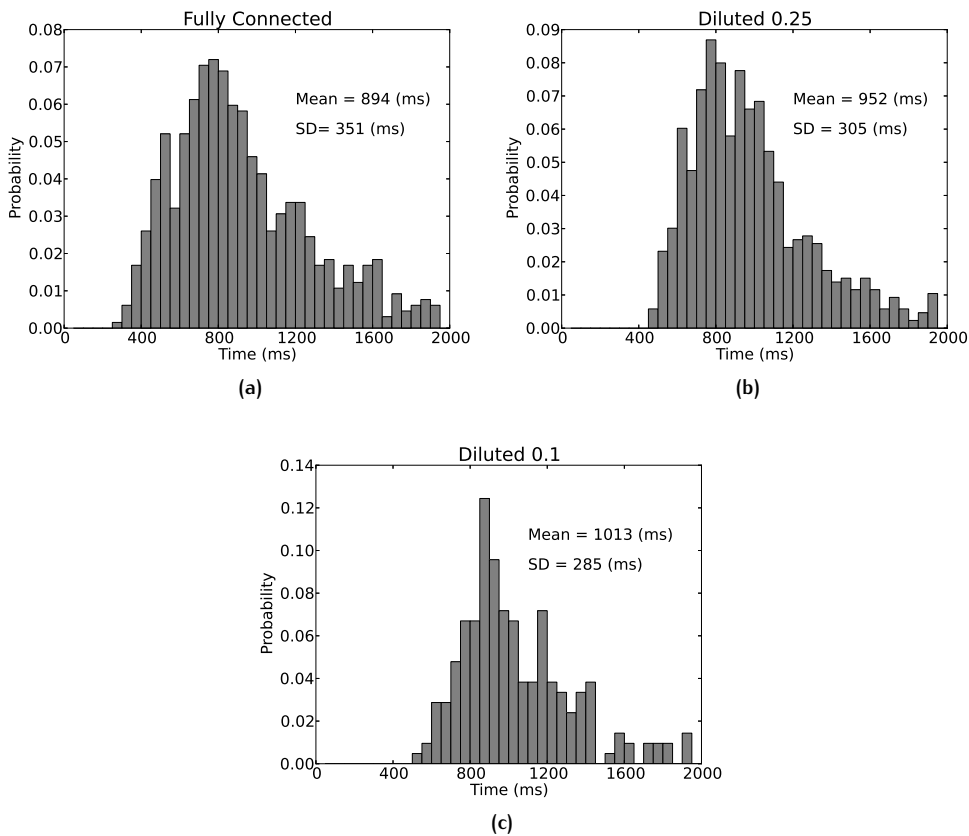 Fully Connected
0.08
0.07
0.06
0.05
0.04
0.03
0.02
0.01
0.00
Probability
Mean = 894 (ms)
SD= 351 (ms)
0 400 800 1200 1600 2000
Time (ms)
(a)
Diluted 0.25
0.09
0.08
0.07
0.06
0.05
0.04
0.03
0.02
0.01
0.00
Probability
Mean = 952 (ms)
SD = 305 (ms)
0 400 800 1200 1600 2000
Time (ms)
(b)
Diluted 0.1
0.14
0.12
0.10
0.08
0.06
0.04
0.02
0.00
Probability
Mean = 1013 (ms)
SD = 285 (ms)
0 400 800 1200 1600 2000
Time (ms)
(c)